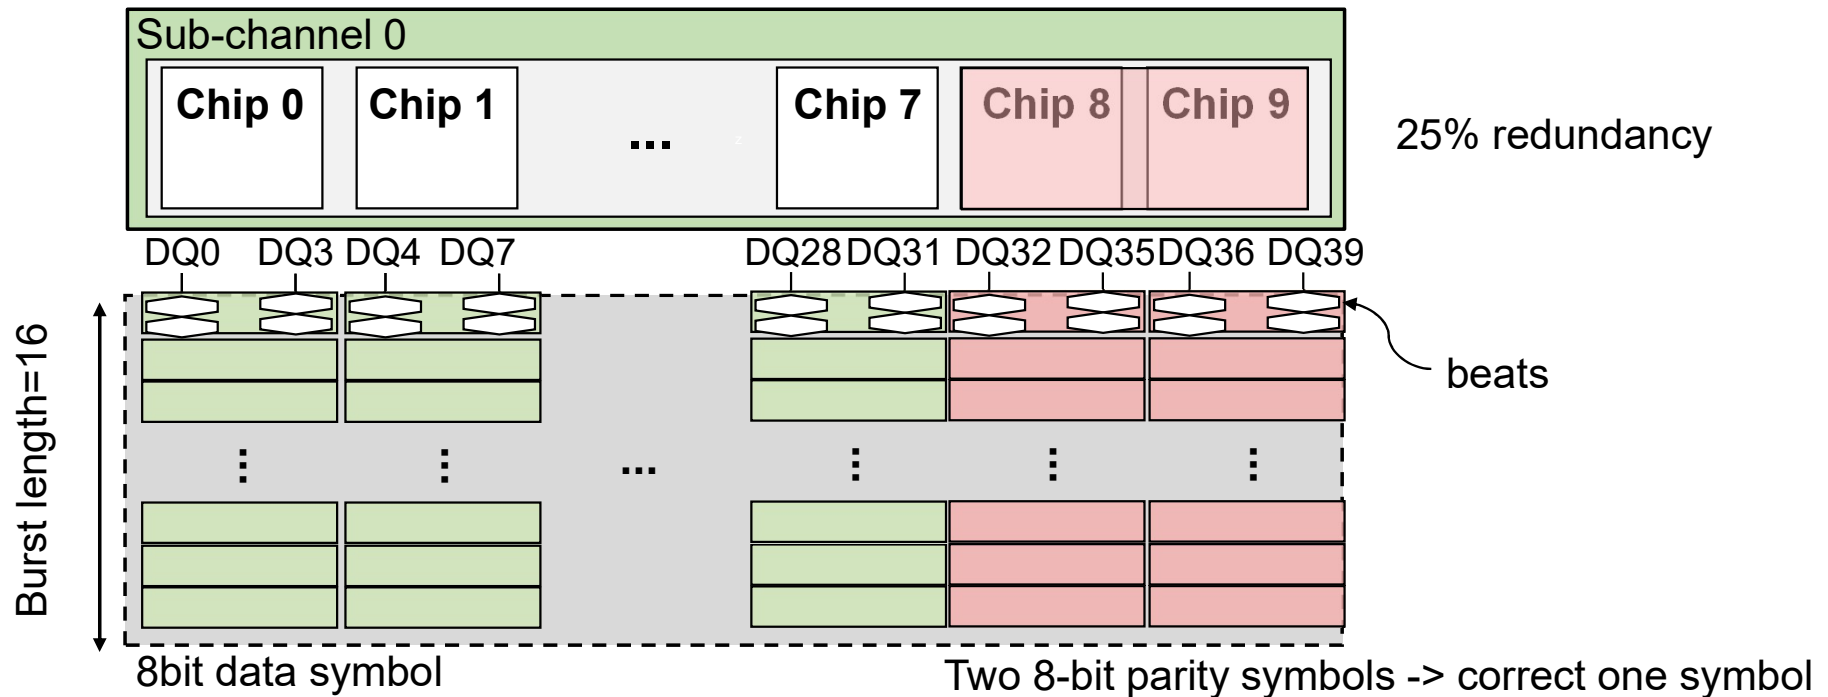 Sub-channel 0
Chip 0 Chip 1 ... Chip 7 Chip 8 Chip 9
z
25% redundancy
DQ0 DQ3 DQ4 DQ7 DQ28 DQ31 DQ32 DQ35 DQ36 DQ39
Burst length=16
beats
...
8bit data symbol
Two 8-bit parity symbols -> correct one symbol